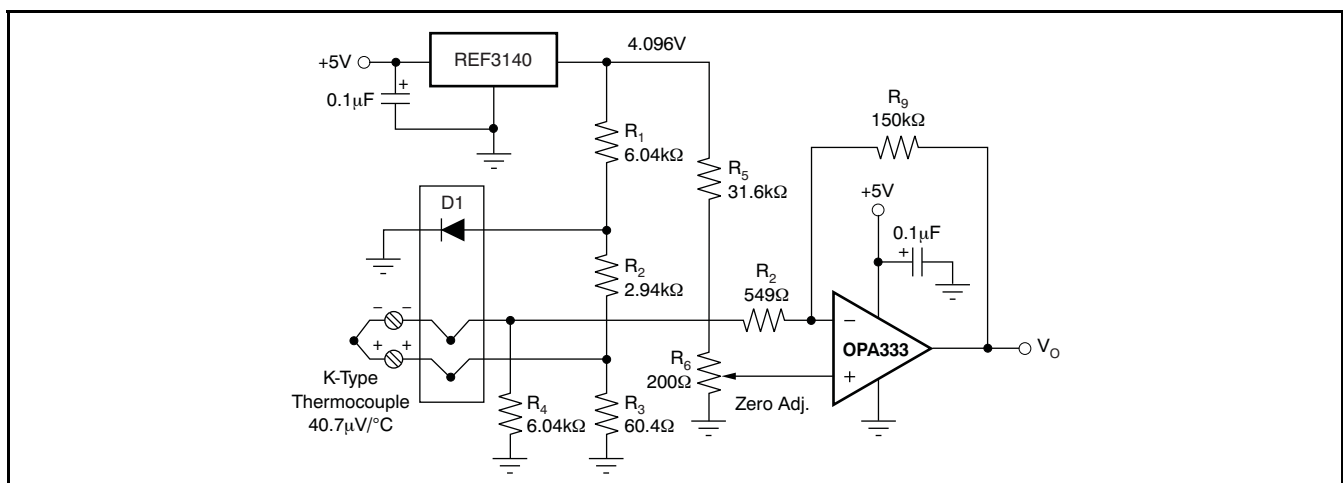 4.096V
+5V
REF3140
+
0.1µF
R9
150kΩ
R1
6.04kΩ
R5
31.6kΩ
+5V
D1
0.1µF
+
R2
2.94kΩ
R2
549Ω
− −
−
OPA333
VO
+ +
R6
200Ω
+
Zero Adj.
K-Type
Thermocouple
40.7µV/°C
R4
6.04kΩ
R3
60.4Ω